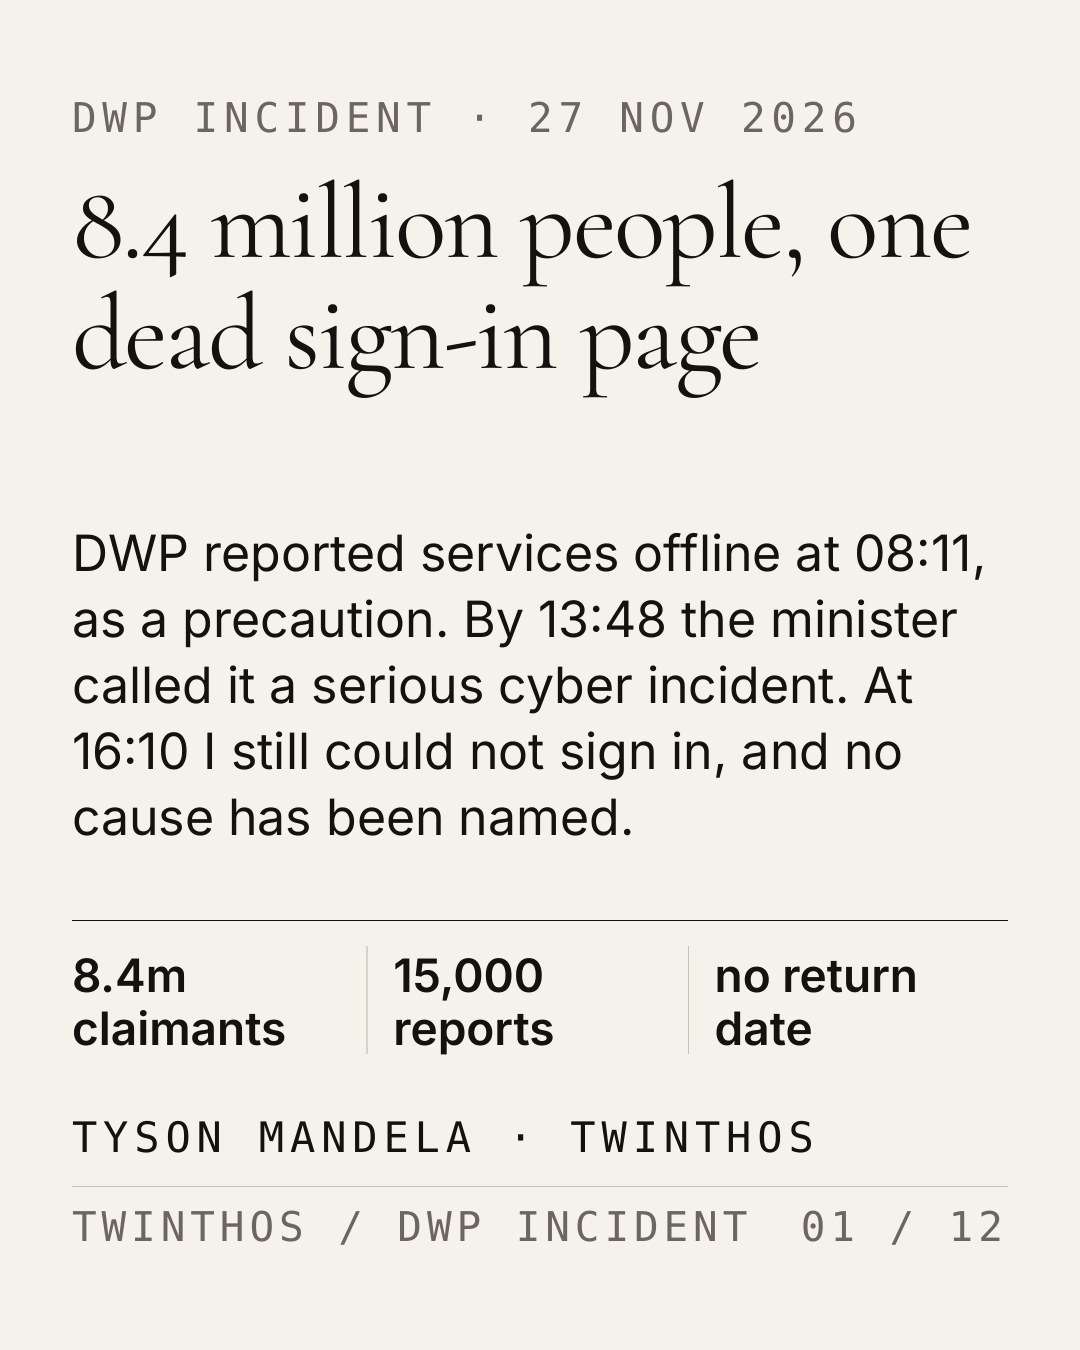 DWP INCIDENT · 27 NOV 2026
8.4 million people, one
dead sign-in page
DWP reported services offline at 08:11,
as a precaution. By 13:48 the minister
called it a serious cyber incident. At
16:10 I still could not sign in, and no
cause has been named.
8.4m
claimants
15,000
reports
no return
date
TYSON MANDELA · TWINTHOS
TWINTHOS / DWP INCIDENT 01 / 12